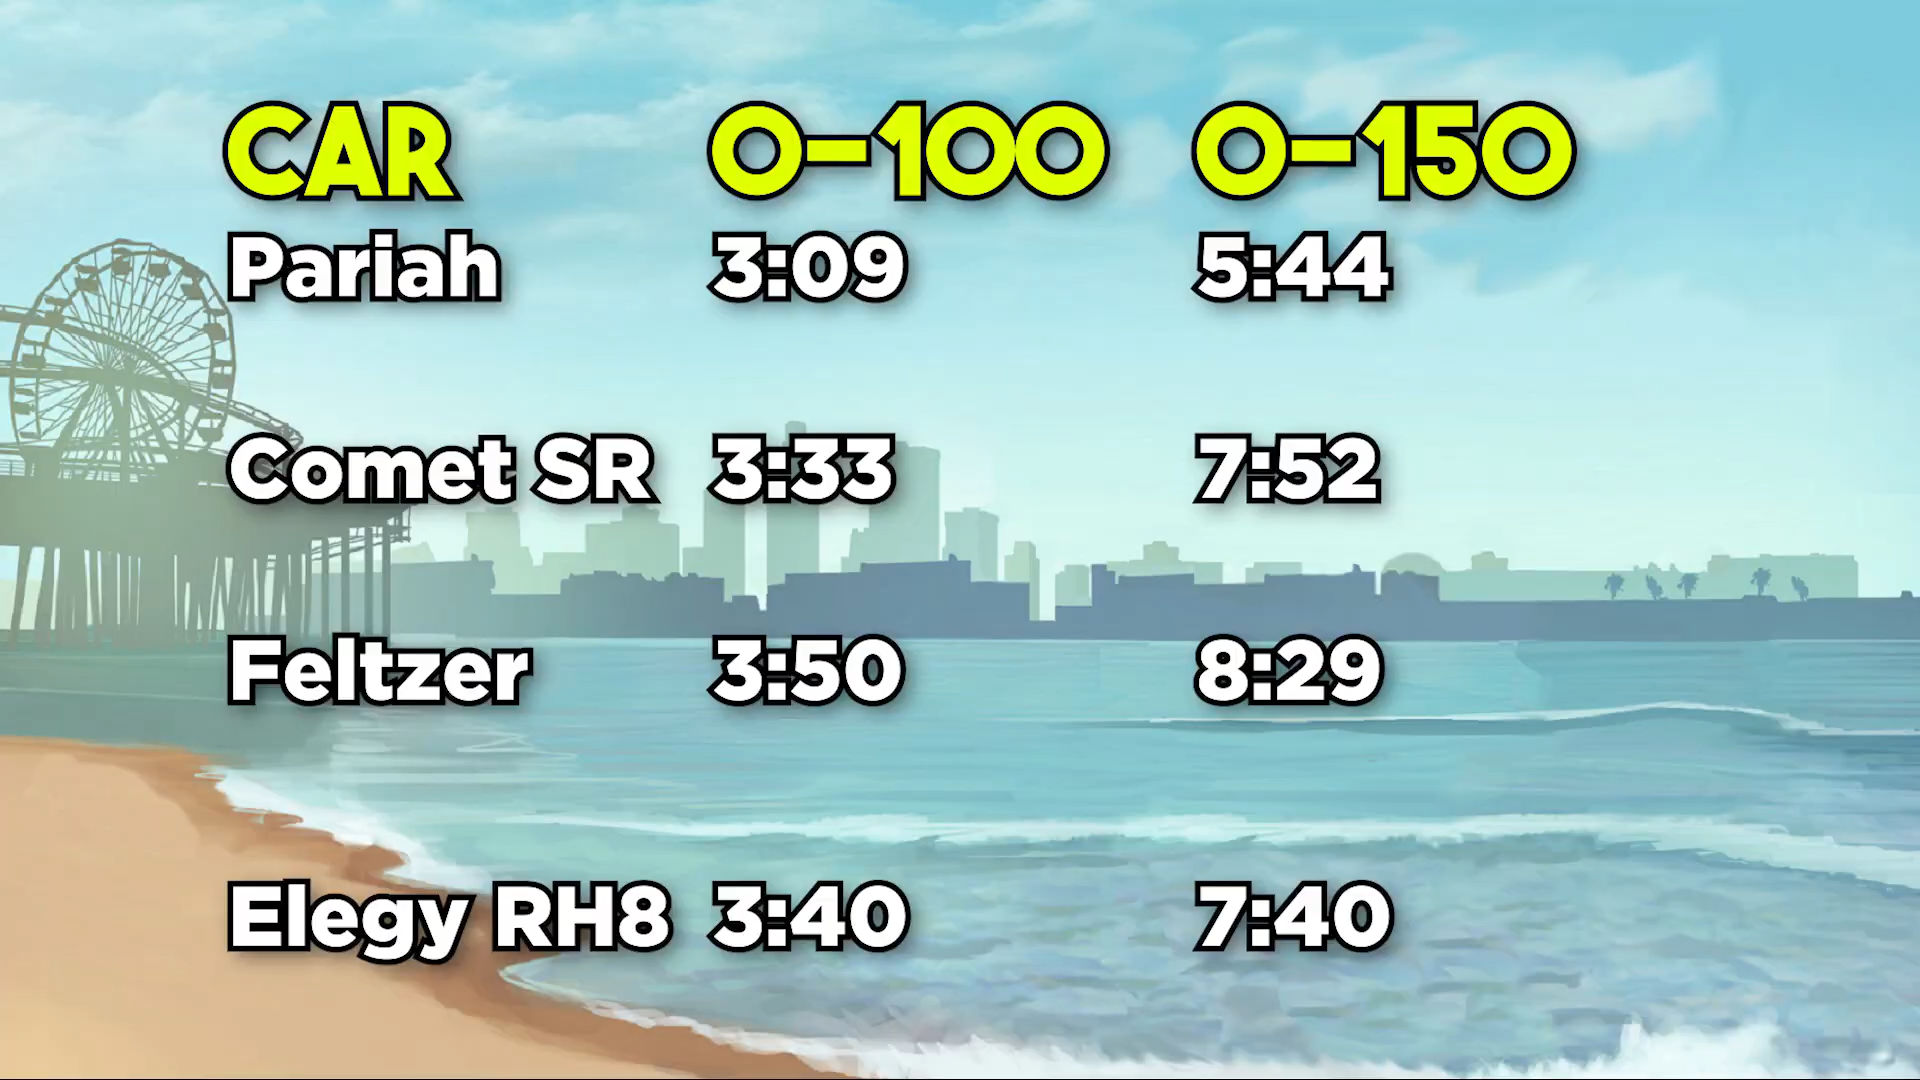 CAR 0-100 0-150
Pariah 3:09 5:44
Comet SR 3:33 7:52
Feltzer 3:50 8:29
Elegy RH8 3:40 7:40